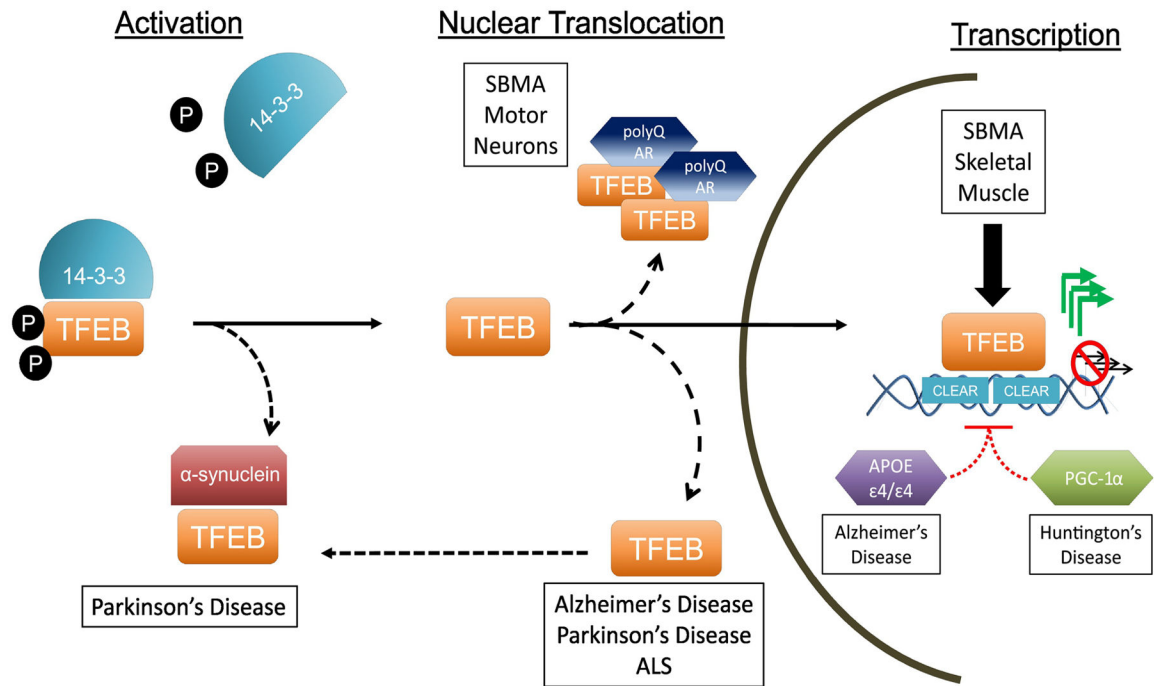 Activation
Nuclear Translocation
Transcription
P
P
14-3-3
14-3-3
TFEB
P
P
α-synuclein
TFEB
Parkinson's Disease
SBMA
Motor
Neurons
polyQ
AR
polyQ
AR
TFEB
TFEB
TFEB
TFEB
Alzheimer's Disease
Parkinson's Disease
ALS
SBMA
Skeletal
Muscle
TFEB
CLEAR
CLEAR
APOE
ε4/ε4
PGC-1α
Alzheimer's
Disease
Huntington's
Disease